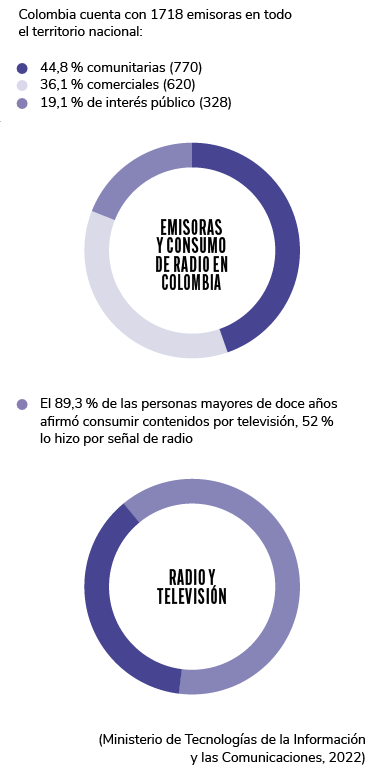 Colombia cuenta con 1718 emisoras en todo
el territorio nacional:
44,8 % comunitarias (770)
36,1 % comerciales (620)
19,1 % de interés público (328)
EMISORAS
Y CONSUMO
DE RADIO EN
COLOMBIA
El 89,3 % de las personas mayores de doce años
afirmó consumir contenidos por televisión, 52 %
lo hizo por señal de radio
RADIO Y
TELEVISIÓN
(Ministerio de Tecnologías de la Información
y las Comunicaciones, 2022)